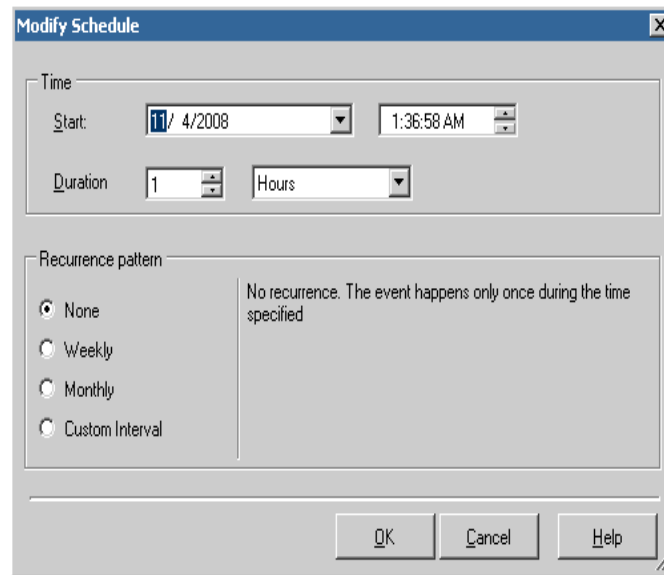 Modify Schedule
Time
Start: 11/ 4/2008 1:36:58 AM
Duration 1 Hours
Recurrence pattern
None
Weekly
Monthly
Custom Interval
No recurrence. The event happens only once during the time
specified
OK Cancel Help